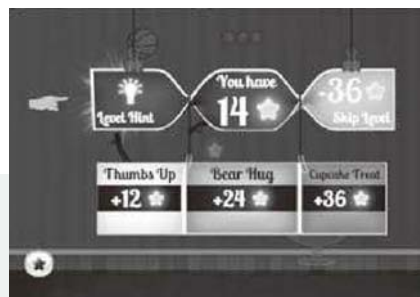 Level Hint
You have
14
-36
Skip Level
Thumbs Up
+12
Bear Hug
+24
Cupcake Treat
+36